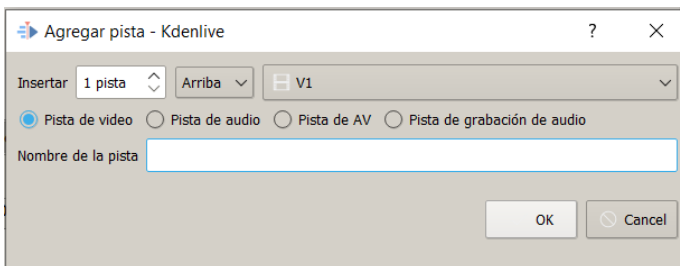 Agregar pista - Kdenlive ?
Insertar 1 pista Arriba V1
Pista de video Pista de audio Pista de AV Pista de grabación de audio
Nombre de la pista
OK Cancel